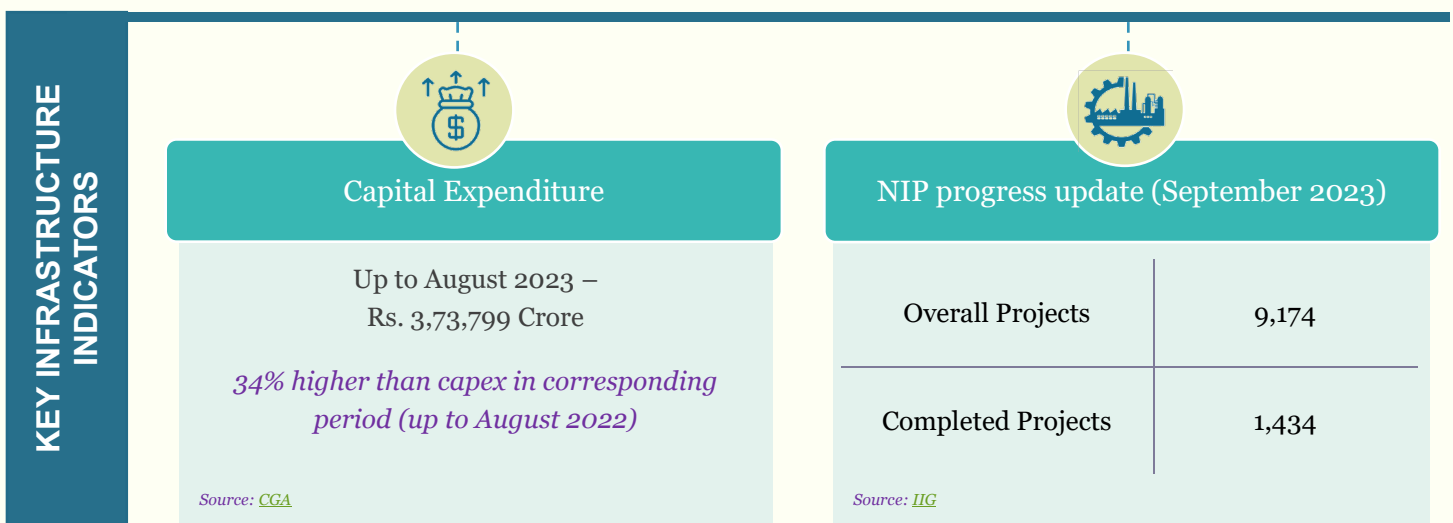 KEY INFRASTRUCTURE
INDICATORS
$
Capital Expenditure
Up to August 2023 –
Rs. 3,73,799 Crore
34% higher than capex in corresponding
period (up to August 2022)
Source: CGA
NIP progress update (September 2023)
Overall Projects 9,174
Completed Projects 1,434
Source: IIG